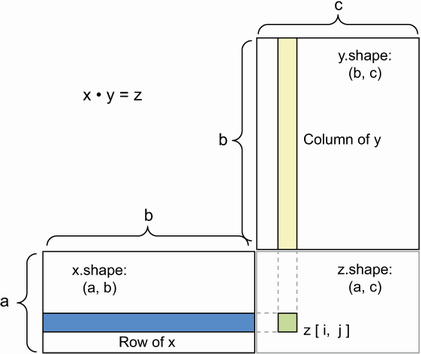 c
y.shape:
(b, c)
x • y = z
b
Column of y
b
x.shape:
(a, b)
z.shape:
(a, c)
a
z [ i, j ]
Row of x